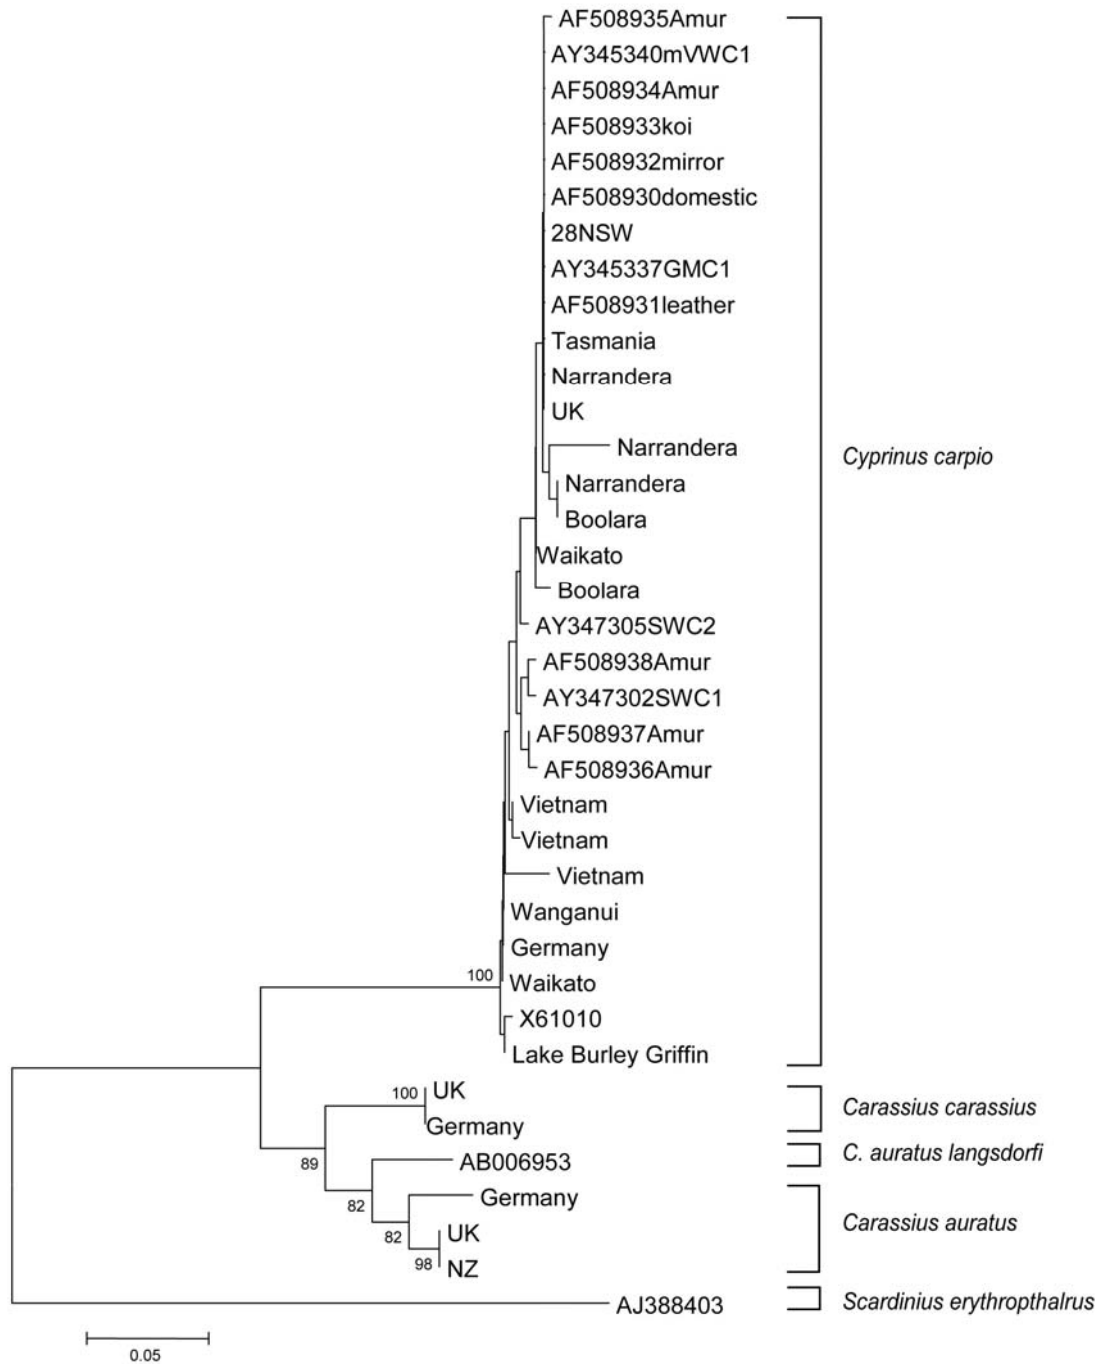 AF508935Amur
AY345340mVWC1
AF508934Amur
AF508933koi
AF508932mirror
AF508930domestic
28NSW
AY345337GMC1
AF508931leather
Tasmania
Narrandera
UK
Narrandera
Cyprinus carpio
Narrandera
Boolara
Waikato
Boolara
AY347305SWC2
AF508938Amur
AY347302SWC1
AF508937Amur
AF508936Amur
Vietnam
Vietnam
Vietnam
Wanganui
Germany
100
Waikato
X61010
Lake Burley Griffin
100
UK
Carassius carassius
Germany
89
AB006953
C. auratus langsdorfi
82
Germany
Carassius auratus
82
UK
98
NZ
AJ388403
Scardinius erythropthalrus
0.05